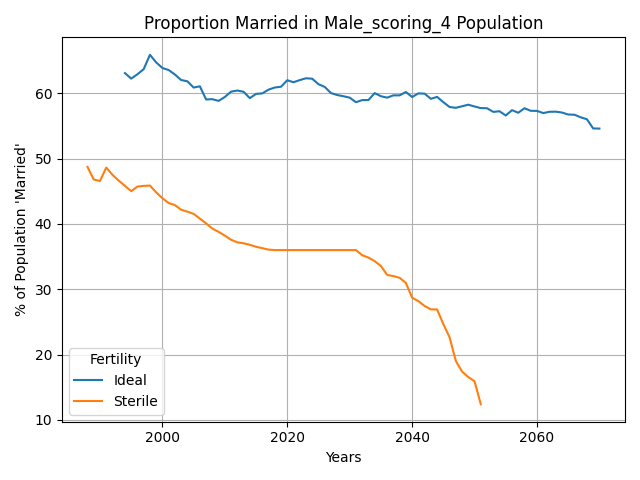 Proportion Married in Male_scoring_4 Population
% of Population 'Married'
60
50
40
30
20
10
Fertility
Ideal
Sterile
2000 2020 2040 2060
Years